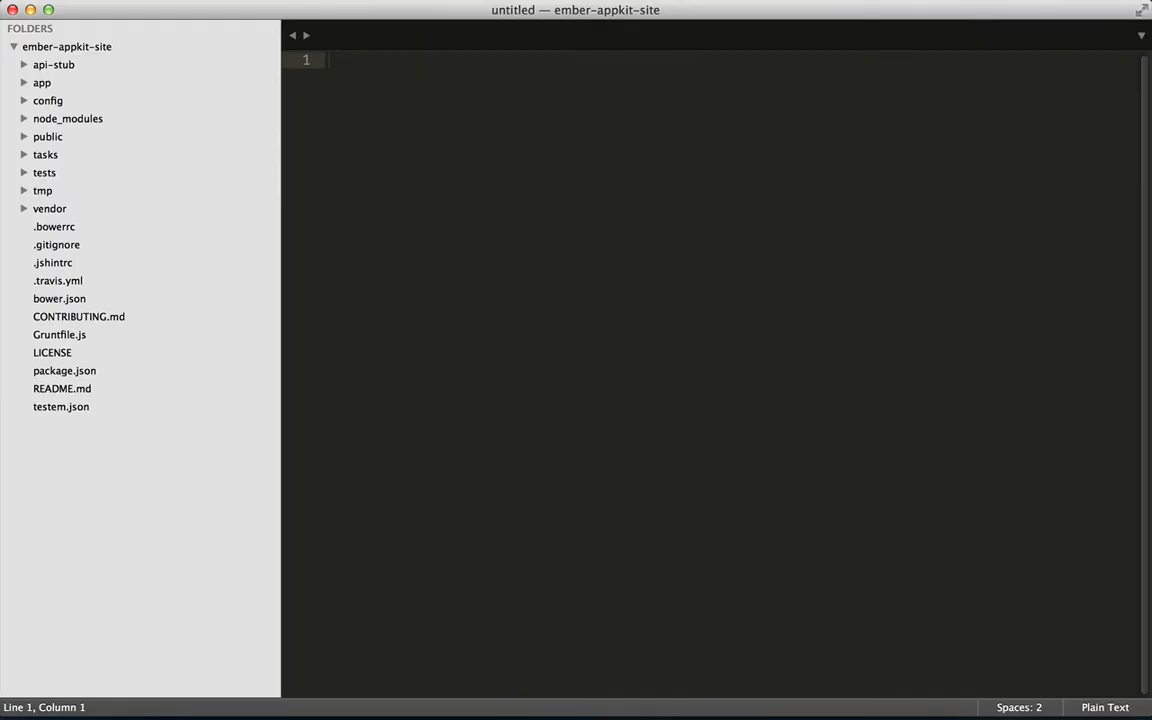 untitled — ember-appkit-site
FOLDERS
ember-appkit-site
api-stub
app
config
node_modules
public
tasks
tests
tmp
vendor
.bowerrc
.gitignore
.jshintrc
.travis.yml
bower.json
CONTRIBUTING.md
Gruntfile.js
LICENSE
package.json
README.md
testem.json
1
Line 1, Column 1
Spaces: 2
Plain Text